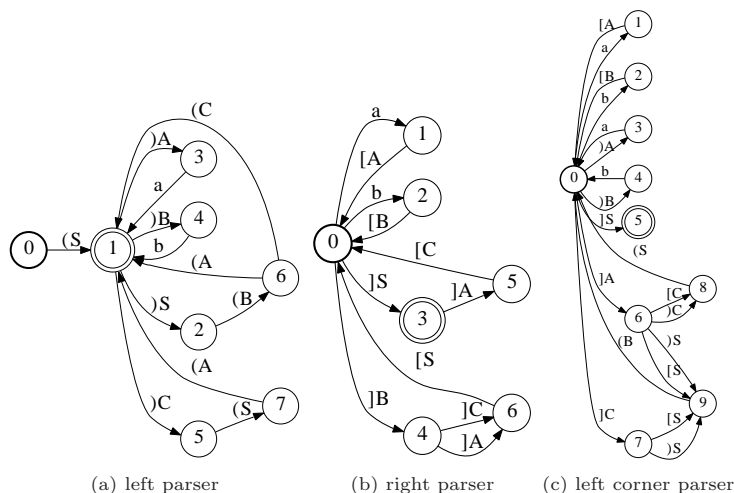 (C
)A
3
a
)B
4
b
0
(S
1
(A
6
)S
(B
2
(A
)C
(S
7
5
(a) left parser
a
1
[A
b
2
[B
0
[C
]S
5
]A
3
[S
]B
]C
6
4
]A
(b) right parser
[A
1
a
[B
2
b
a
3
)A
0
b
4
)B
]S
5
(S
]A
8
[C
)C
6
(B
)S
[S
9
]C
[S
7
)S
(c) left corner parser